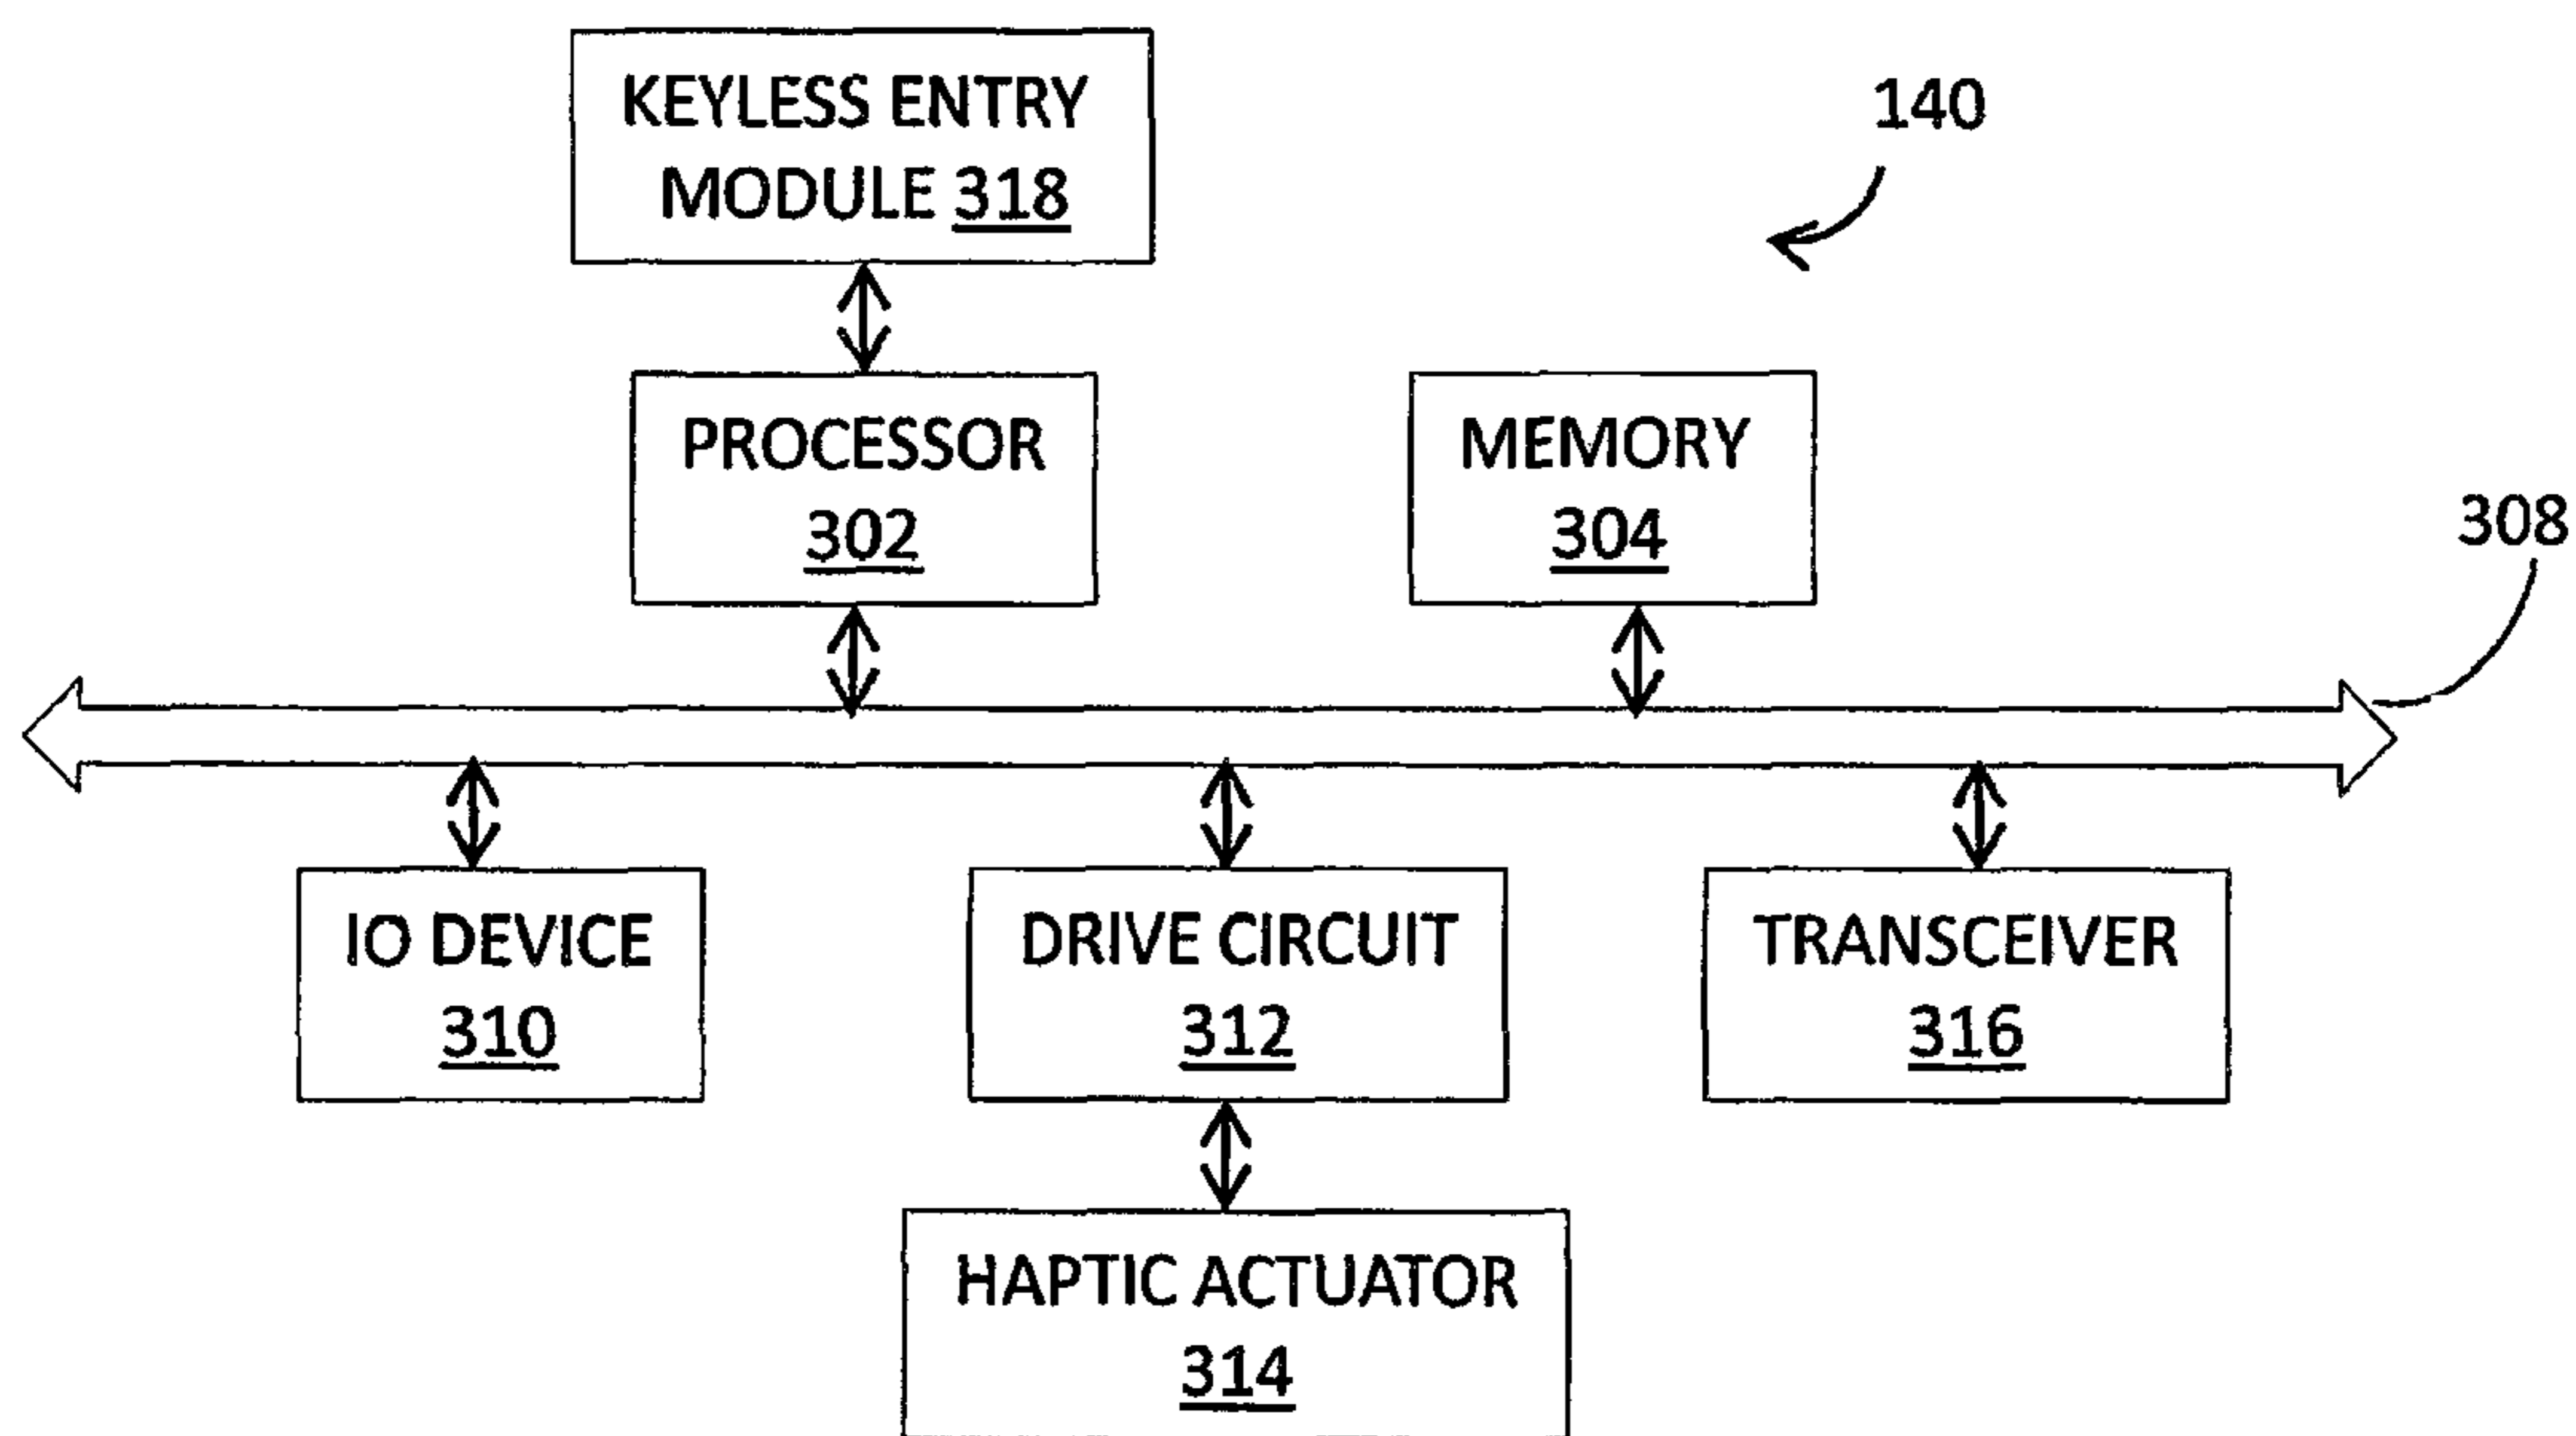 KEYLESS ENTRY
MODULE 318
140
PROCESSOR
302
MEMORY
304
308
IO DEVICE
310
DRIVE CIRCUIT
312
TRANSCEIVER
316
HAPTIC ACTUATOR
314